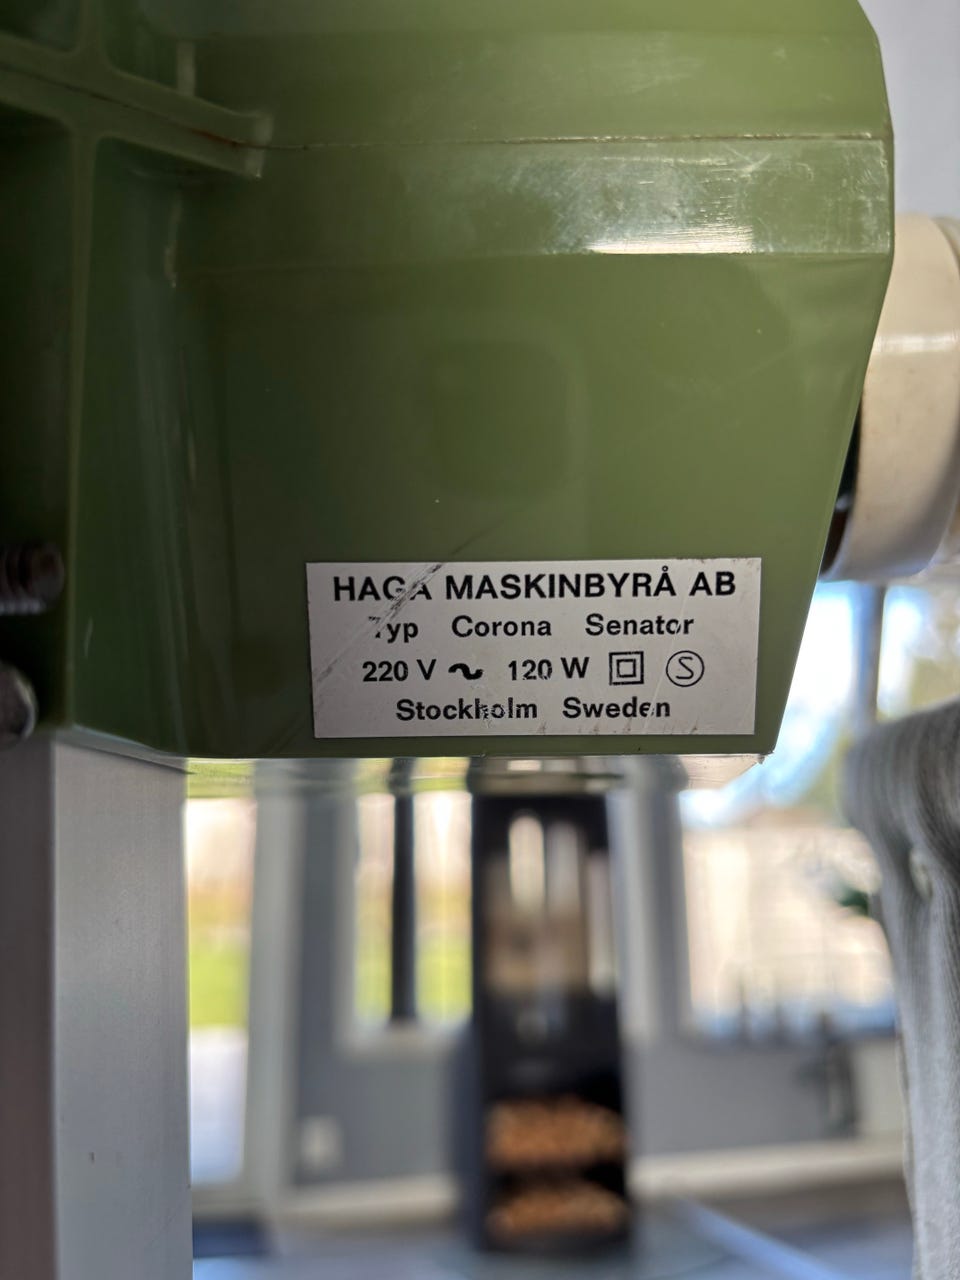 HAGA MASKINBYRÅ AB
Typ Corona Senator
220 V ~ 120 W S
Stockholm Sweden